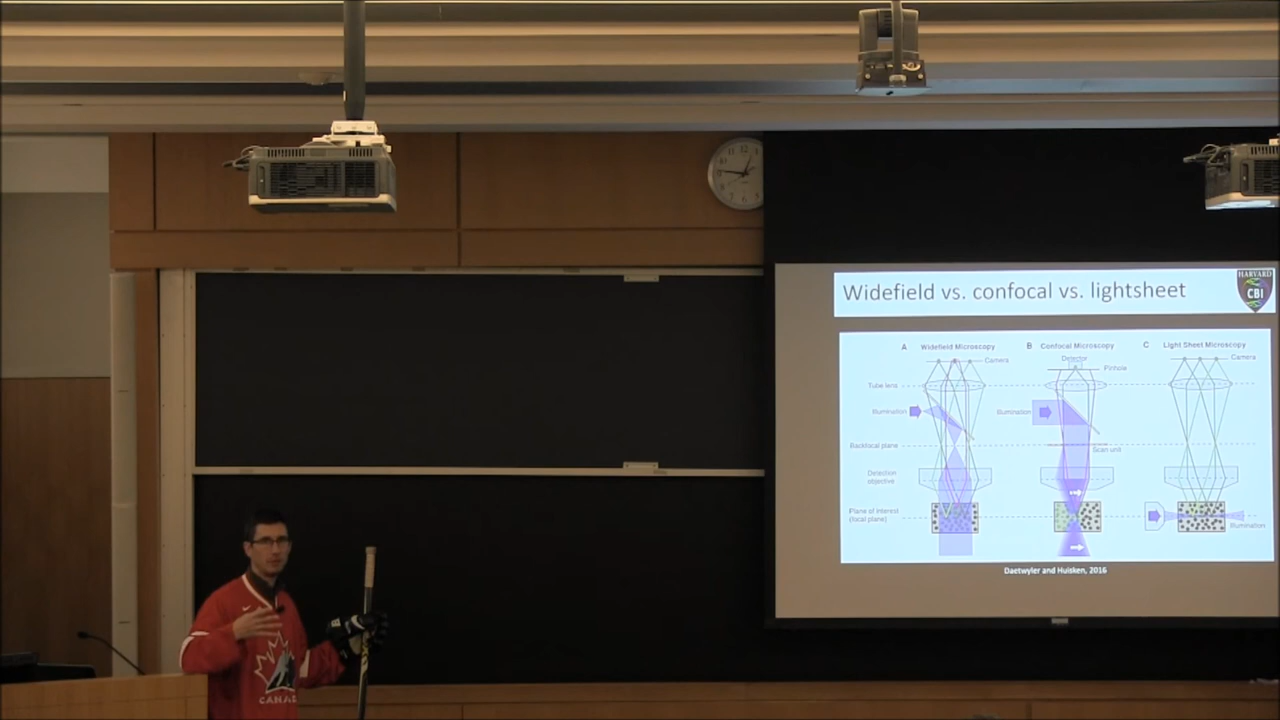 HARVARD
CBI
Widefield vs. confocal vs. lightsheet
A Widefield Microscopy B Confocal Microscopy C Light Sheet Microscopy
Camera Detector Camera
Pinhole
Tube lens
Illumination Illumination
Backfocal plane
Scan unit
Detection
objective
Plane of interest
(focal plane)
Illumination
Daetwyler and Huisken, 2016
CANADA